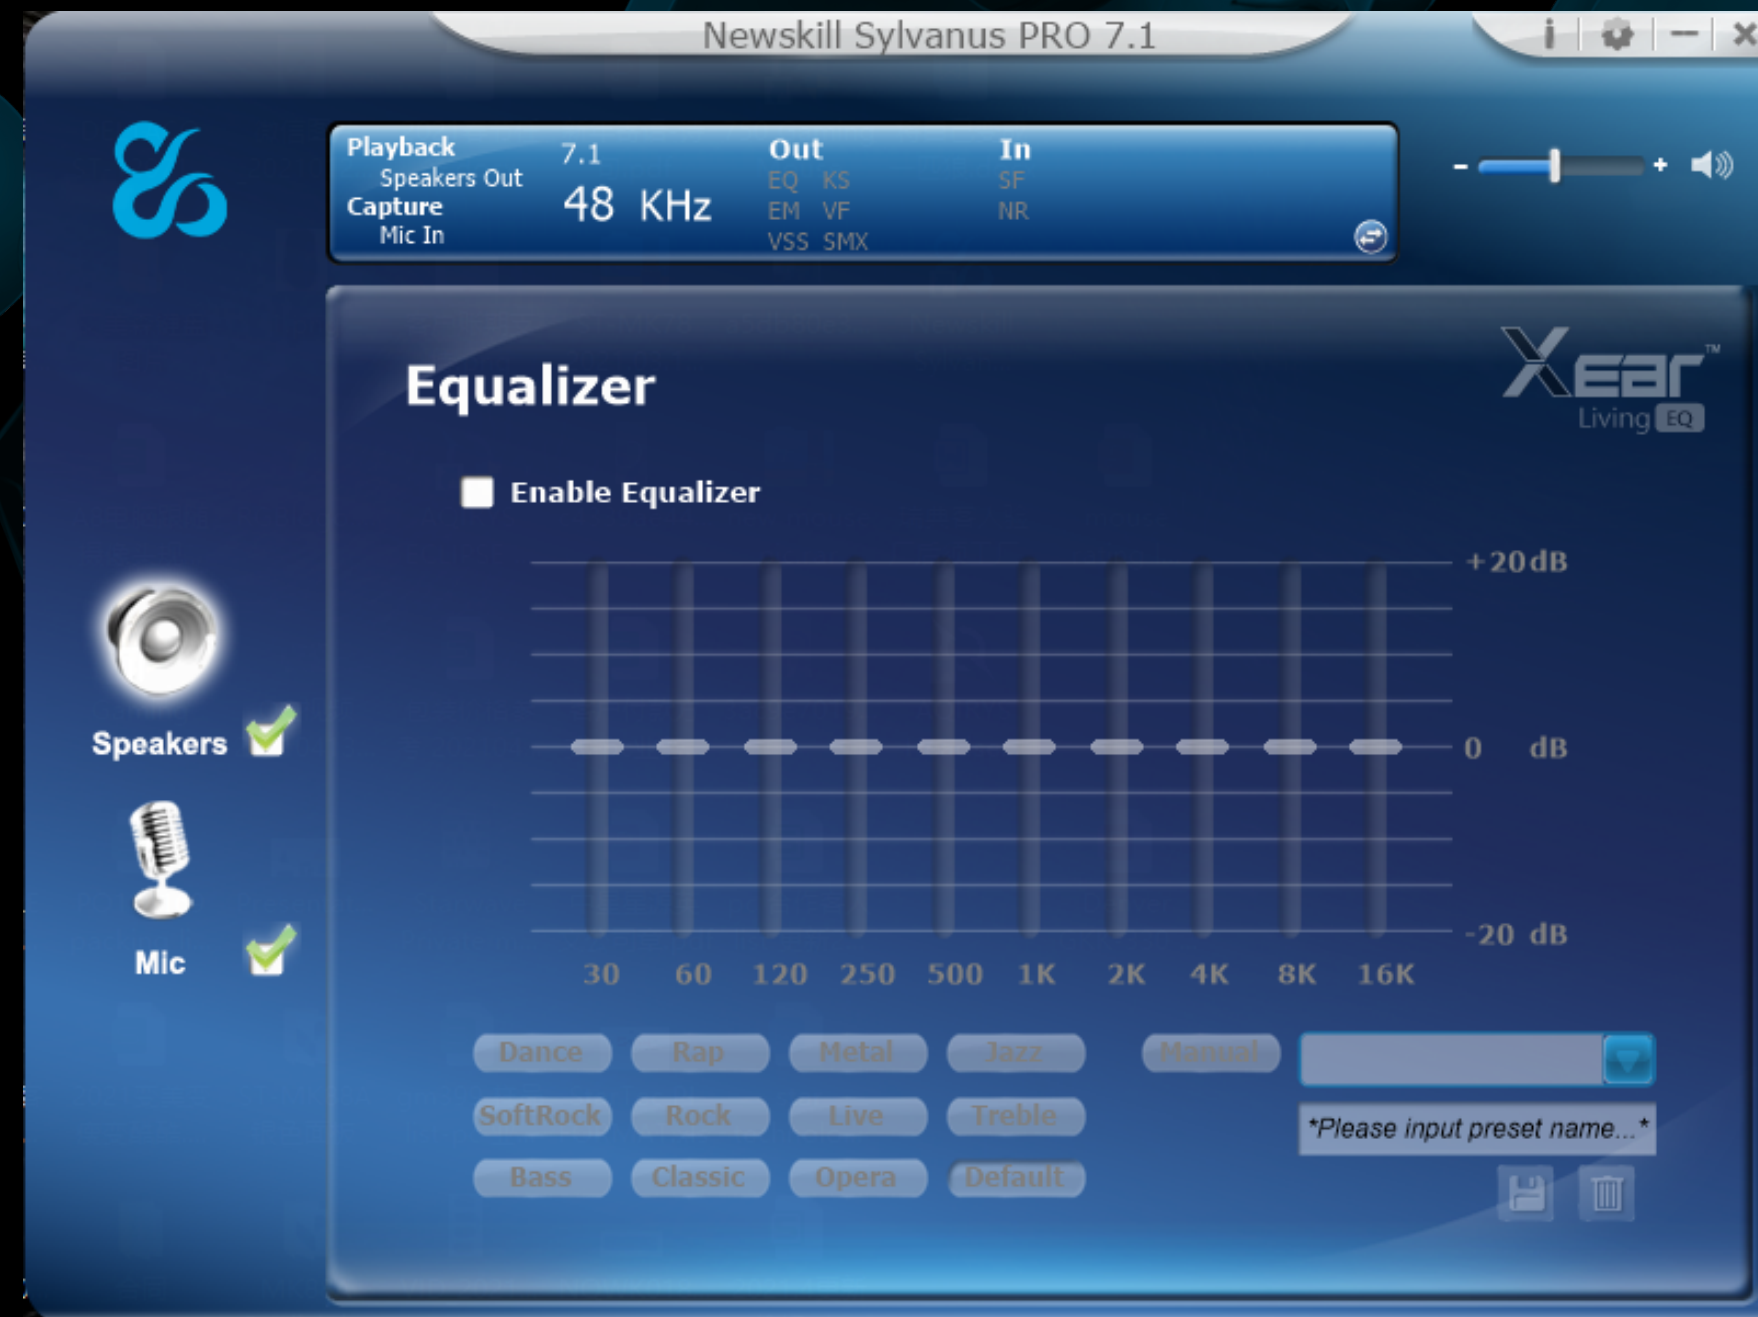 Newskill Sylvanus PRO 7.1
Playback 7.1 Out In
Speakers Out EQ KS SF
Capture 48 KHz EM VF NR
Mic In VSS SMX
Equalizer
Xear™
Living EQ
Enable Equalizer
+20 dB
0 dB
-20 dB
30 60 120 250 500 1K 2K 4K 8K 16K
Speakers
Mic
Dance Rap Metal Jazz Manual
SoftRock Rock Live Treble *Please input preset name...*
Bass Classic Opera Default